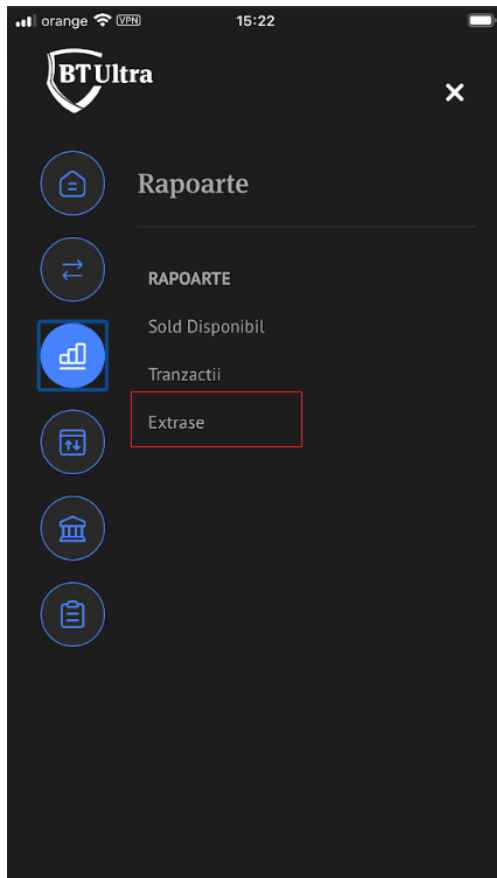 orange VPN 15:22
BT Ultra
Rapoarte
RAPOARTE
Sold Disponibil
Tranzactii
Extrase